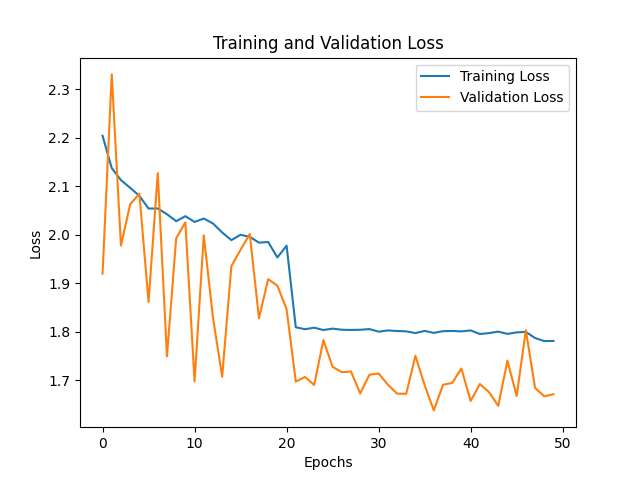 Training and Validation Loss
Training Loss
Validation Loss
2.3
2.2
2.1
2.0
1.9
1.8
1.7
Loss
0 10 20 30 40 50
Epochs